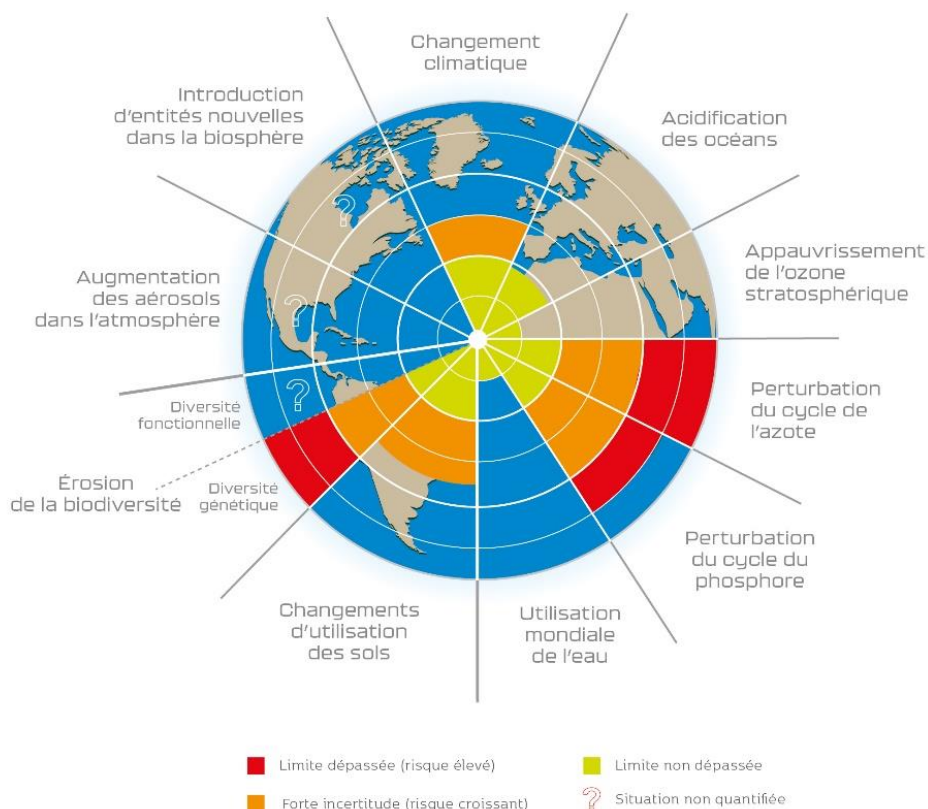 Changement
climatique
Introduction
d'entités nouvelles
dans la biosphère
Acidification
des océans
?
Augmentation
des aérosols
dans l'atmosphère
?
Appauvrissement
de l'ozone
stratosphérique
?
Diversité
fonctionnelle
Perturbation
du cycle de
l'azote
Érosion
de la biodiversité
Diversité
génétique
Perturbation
du cycle du
phosphore
Changements
d'utilisation
des sols
Utilisation
mondiale
de l'eau
Limite dépassée (risque élevé)
Limite non dépassée
Forte incertitude (risque croissant)
? Situation non quantifiée